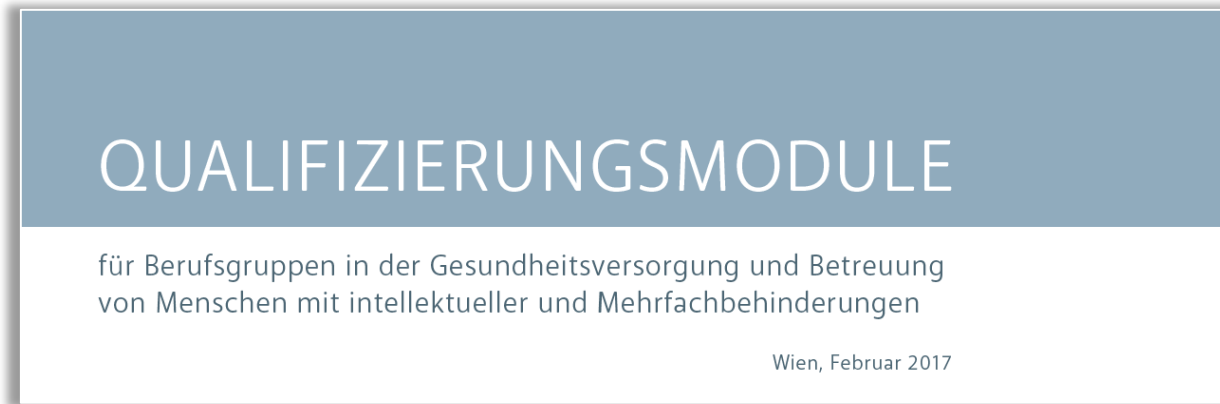 QUALIFIZIERUNGSMODULE
für Berufsgruppen in der Gesundheitsversorgung und Betreuung
von Menschen mit intellektueller und Mehrfachbehinderungen
Wien, Februar 2017